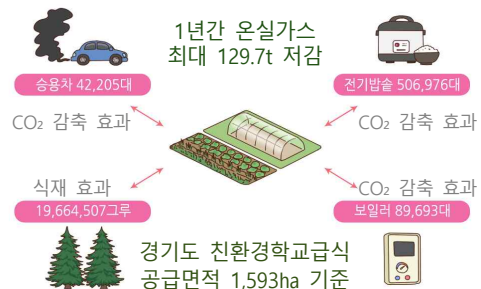 1년간 온실가스
최대 129.7t 저감
승용차 42,205대
전기밥솥 506,976대
CO₂ 감축 효과
CO₂ 감축 효과
식재 효과
CO₂ 감축 효과
19,664,507그루
보일러 89,693대
경기도 친환경학교급식
공급면적 1,593ha 기준